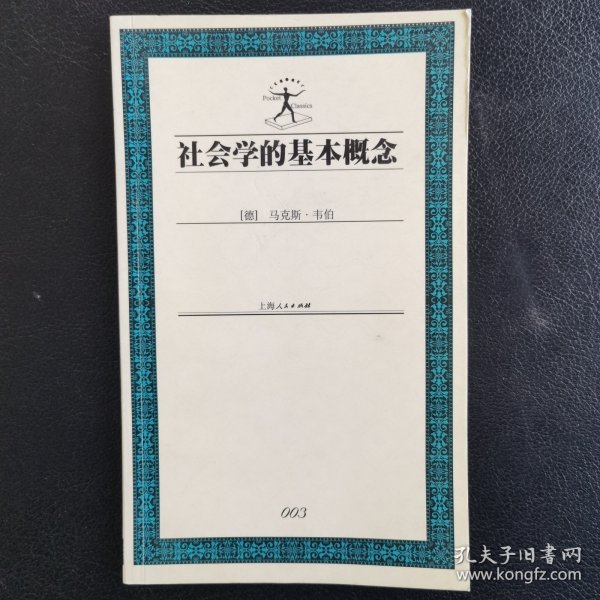 Pocket
Classics
社会学的基本概念
[德] 马克斯·韦伯
上海人民出版社
003
孔夫子旧书网
www.kongfz.com